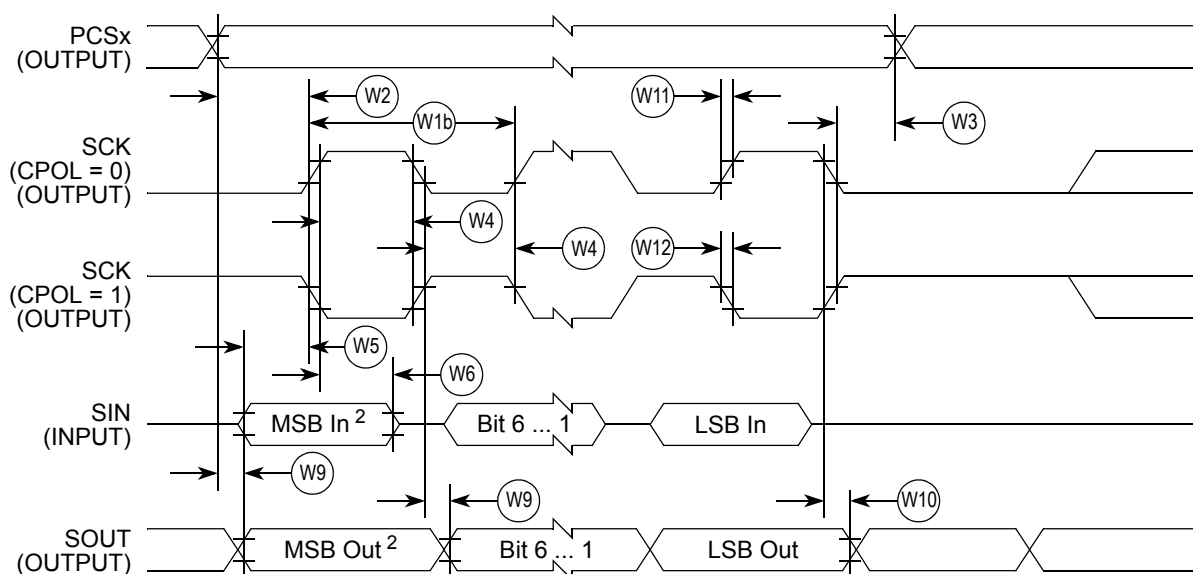 PCSx
(OUTPUT)
W2
W11
W1b
W3
SCK
(CPOL = 0)
(OUTPUT)
W4
W4
W12
SCK
(CPOL = 1)
(OUTPUT)
W5
W6
SIN
(INPUT)
MSB In 2
Bit 6 ... 1
LSB In
W9
W9
W10
SOUT
(OUTPUT)
MSB Out 2
Bit 6 ... 1
LSB Out